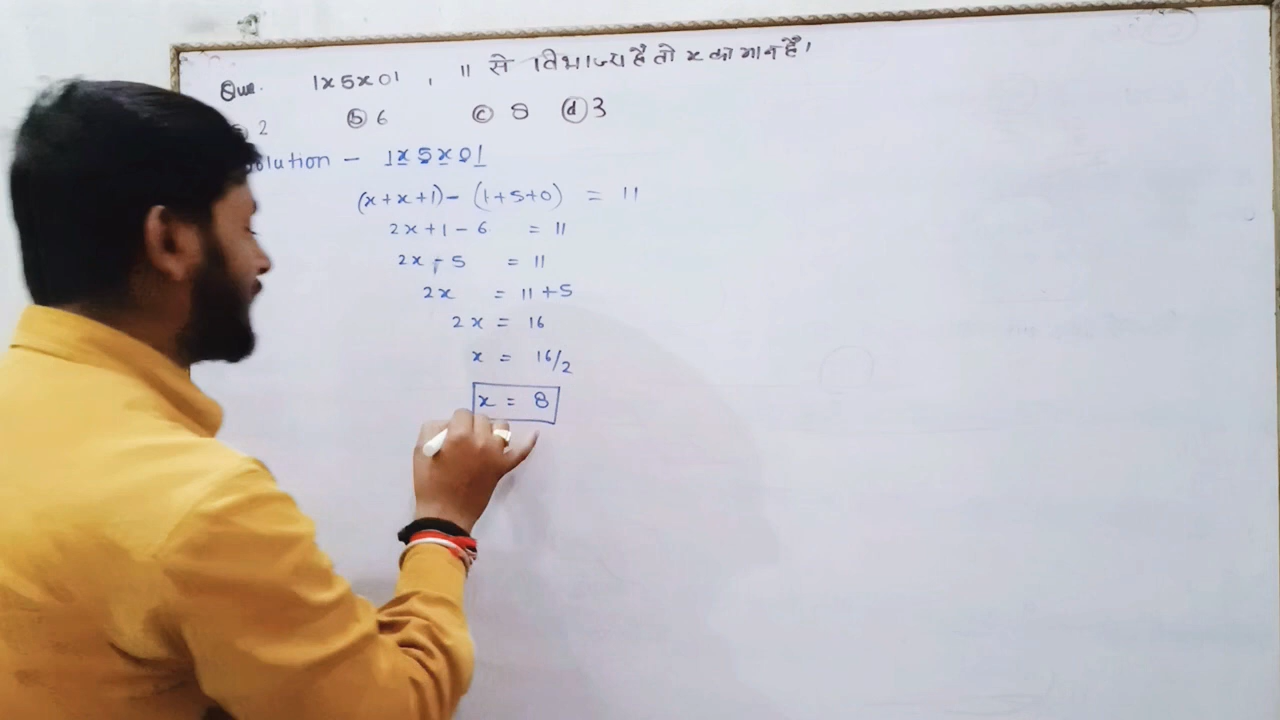 Que. 1x5x01 , 11 से विभाज्य है तो x का मान है।
2 (b) 6 (c) 8 (d) 3
Solution - 1x5x01
(x+x+1)- (1+5+0) = 11
2x+1-6 = 11
2x-5 = 11
2x = 11+5
2x = 16
x = 16/2
x = 8